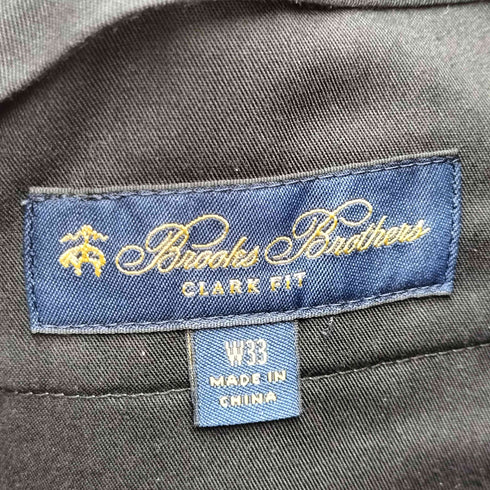 Brooks Brothers
CLARK FIT
W33
MADE IN
CHINA